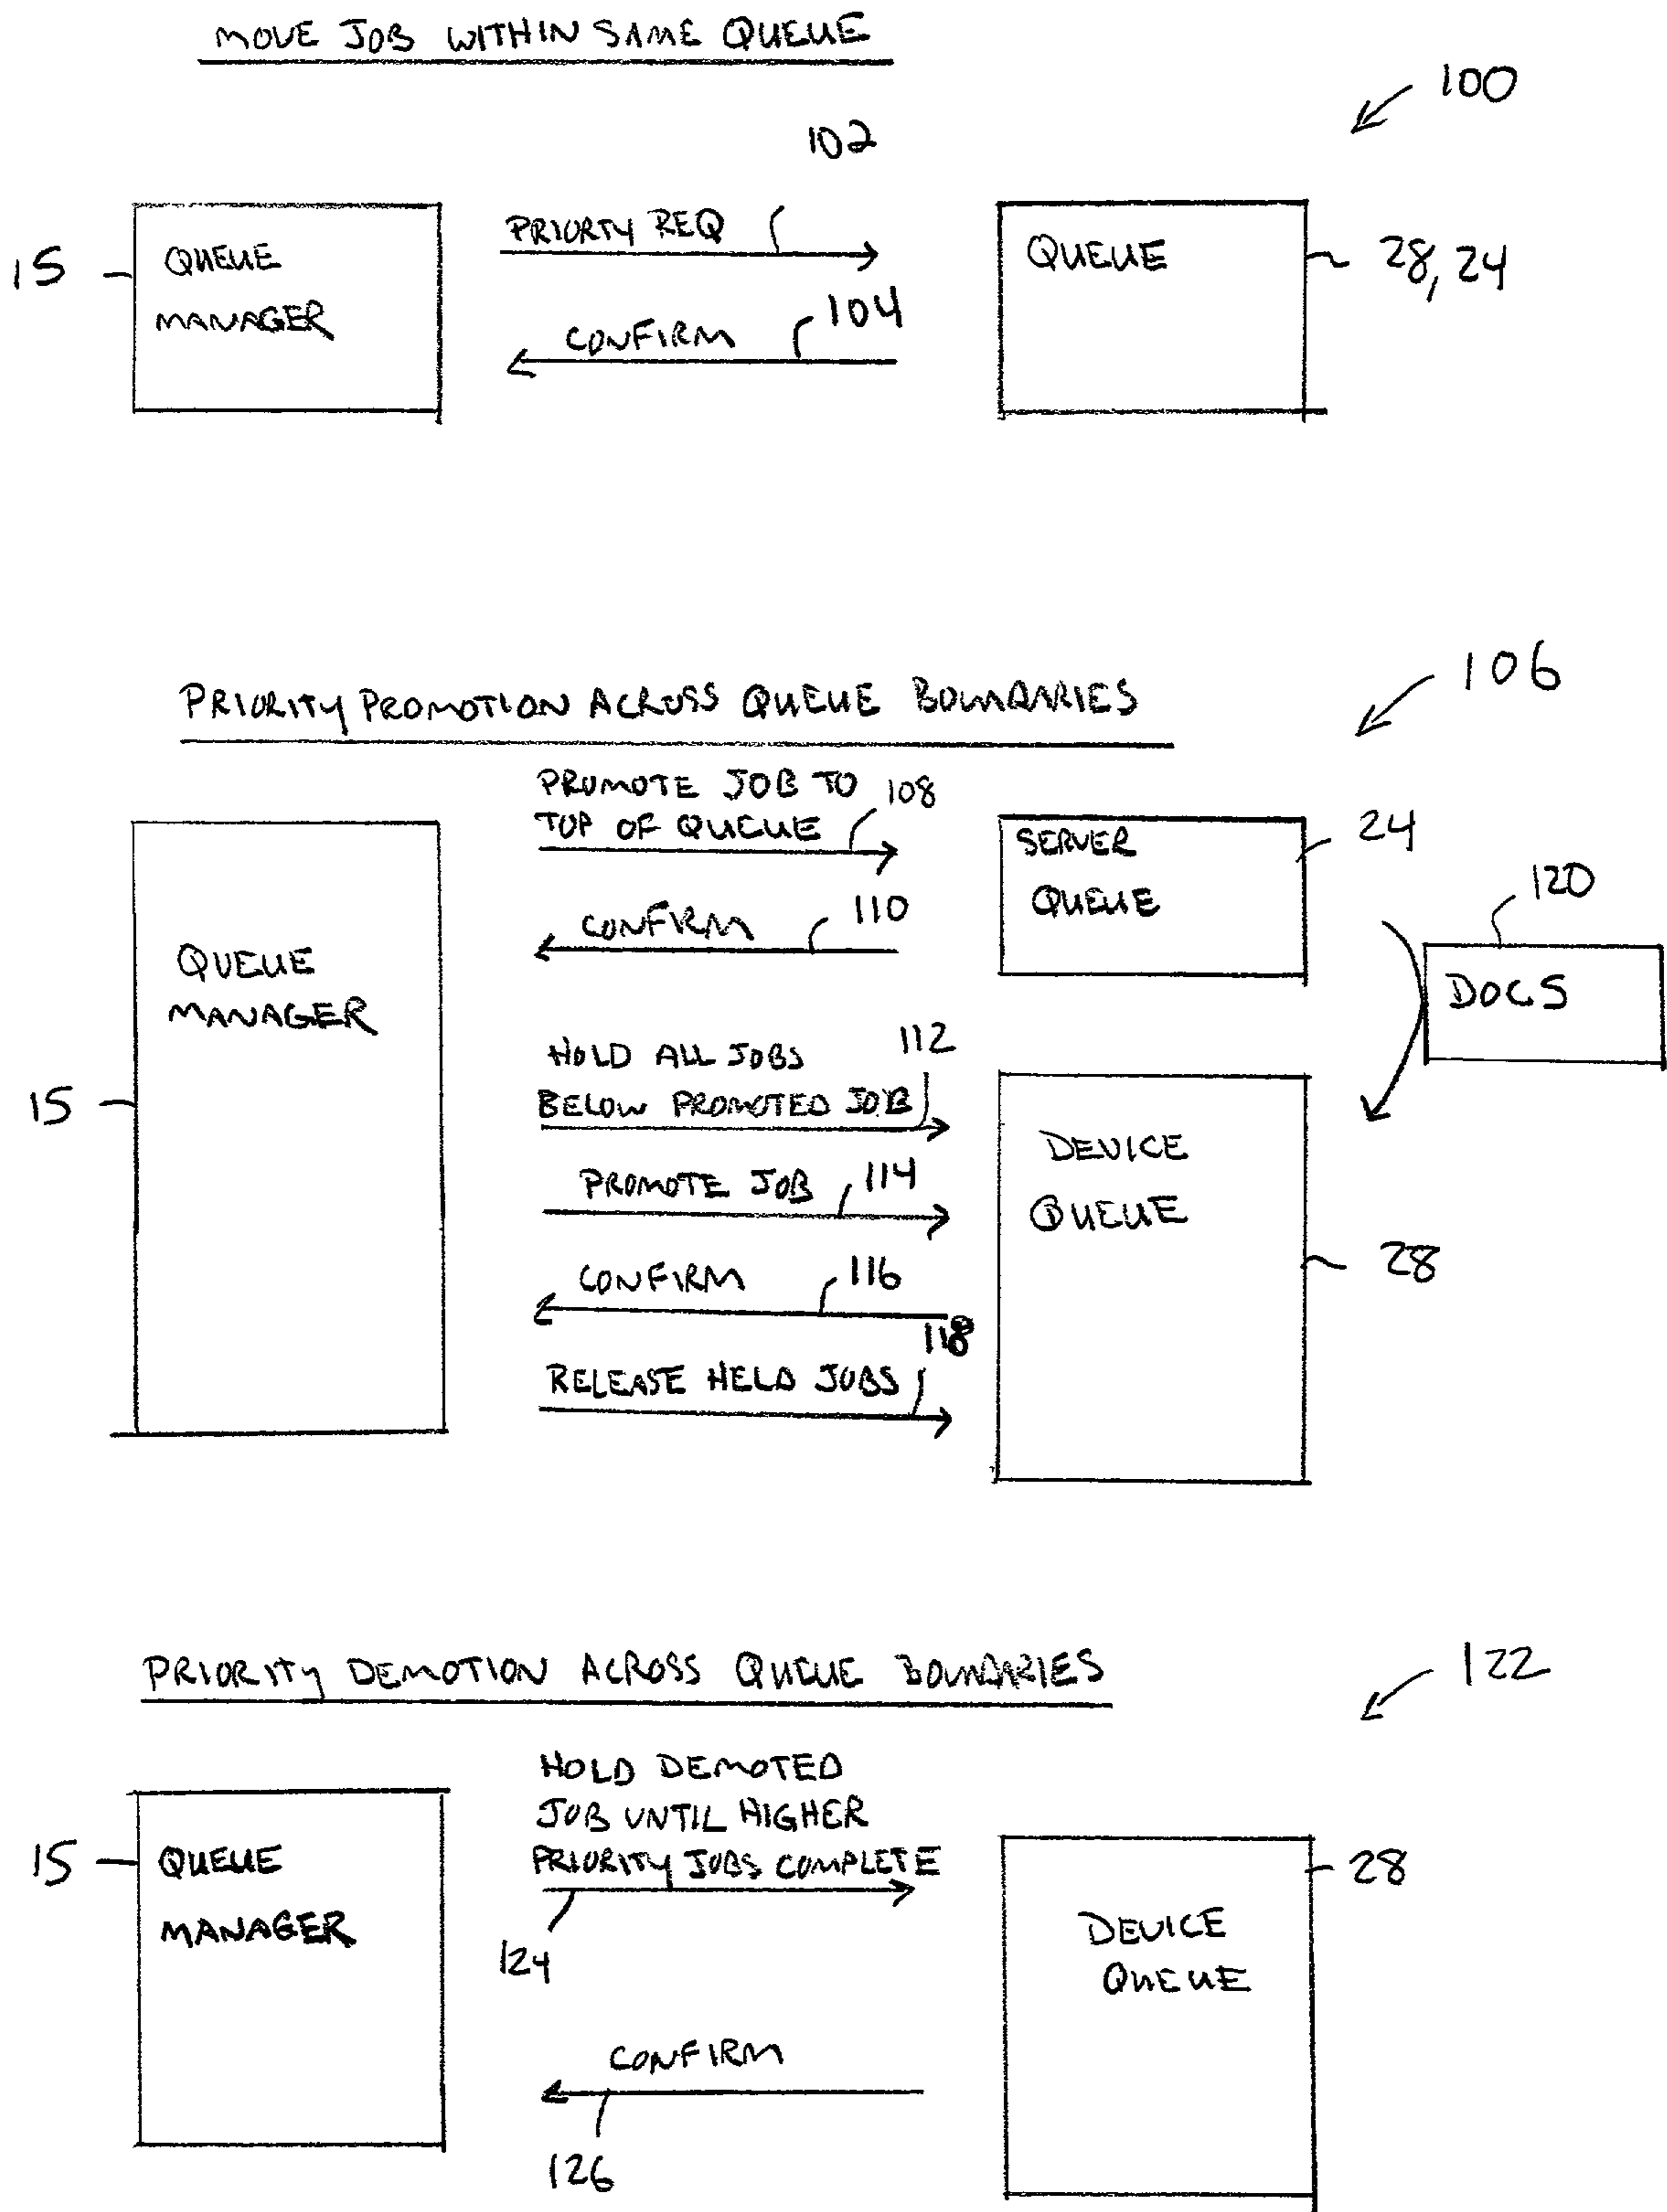 MOVE JOB WITHIN SAME QUEUE
100
102
PRIORTY REQ
15
QUEUE
MANAGER
QUEUE
28, 24
104
CONFIRM
106
PRIORITY PROMOTION ACROSS QUEUE BOUNDARIES
PROMOTE JOB TO
TOP OF QUEUE
108
SERVER
QUEUE
24
CONFIRM
110
120
DOCS
QUEUE
MANAGER
15
HOLD ALL JOBS
BELOW PROMOTED JOB
112
DEVICE
QUEUE
28
PROMOTE JOB
114
CONFIRM
116
118
RELEASE HELD JOBS
PRIORITY DEMOTION ACROSS QUEUE BOUNDARIES
122
HOLD DEMOTED
JOB UNTIL HIGHER
PRIORITY JOBS COMPLETE
15
QUEUE
MANAGER
124
28
DEVICE
QUEUE
CONFIRM
126